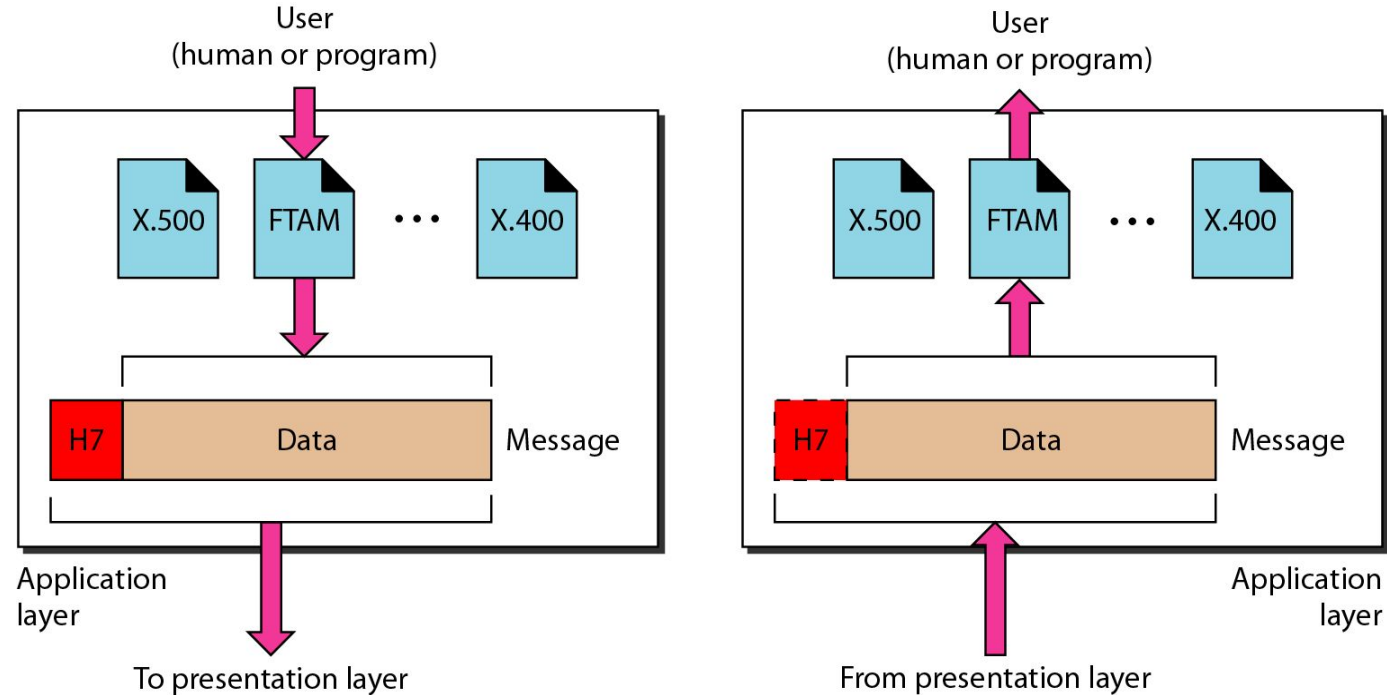 User
(human or program)
X.500
FTAM
...
X.400
H7
Data
Message
Application
layer
To presentation layer
User
(human or program)
X.500
FTAM
...
X.400
H7
Data
Message
Application
layer
From presentation layer